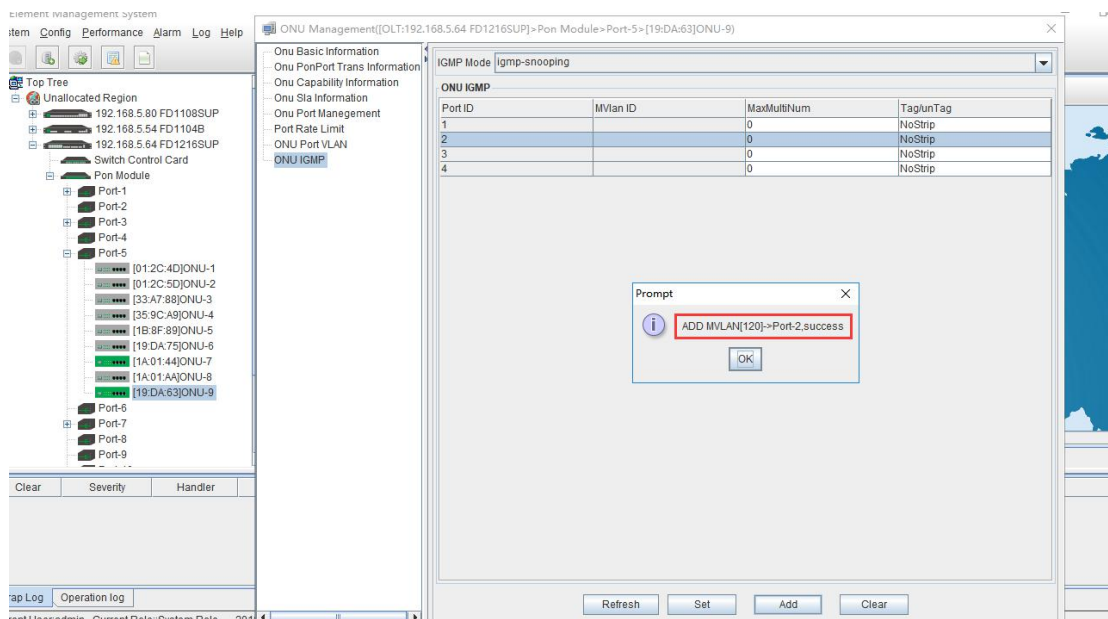 Element Management System
stem Config Performance Alarm Log Help
Top Tree
Unallocated Region
192.168.5.80 FD1108SUP
192.168.5.54 FD1104B
192.168.5.64 FD1216SUP
Switch Control Card
Pon Module
Port-1
Port-2
Port-3
Port-4
Port-5
[01:2C:4D]ONU-1
[01:2C:5D]ONU-2
[33:A7:88]ONU-3
[35:9C:A9]ONU-4
[1B:8F:89]ONU-5
[19:DA:75]ONU-6
[1A:01:44]ONU-7
[1A:01:AA]ONU-8
[19:DA:63]ONU-9
Port-6
Port-7
Port-8
Port-9
Clear Severity Handler
rap Log Operation log
rent User:admin Current Role:System Role 201
ONU Management([OLT:192.168.5.64 FD1216SUP]>Pon Module>Port-5>[19:DA:63]ONU-9)
Onu Basic Information
Onu PonPort Trans Information
Onu Capability Information
Onu Sla Information
Onu Port Manegement
Port Rate Limit
ONU Port VLAN
ONU IGMP
IGMP Mode igmp-snooping
ONU IGMP
Port ID MVlan ID MaxMultiNum Tag/unTag
1 0 NoStrip
2 0 NoStrip
3 0 NoStrip
4 0 NoStrip
Prompt
ADD MVLAN[120]->Port-2,success
OK
Refresh Set Add Clear